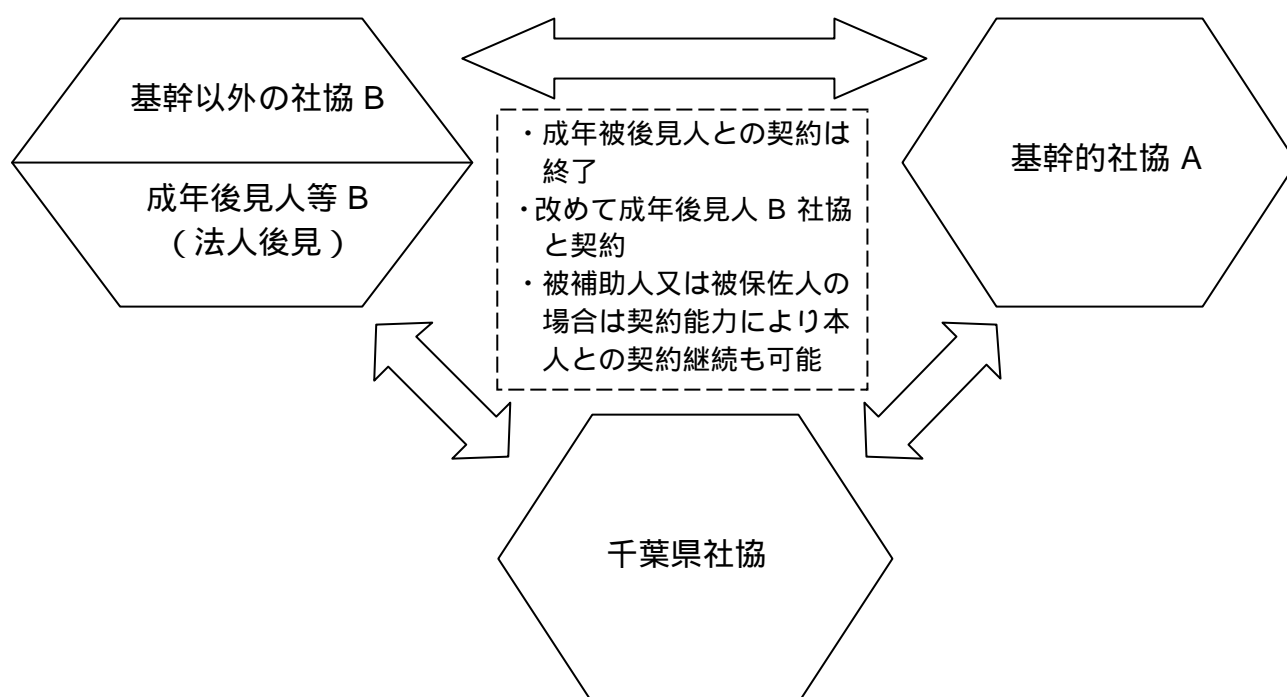 基幹以外の社協 B
成年後見人等 B
（法人後見）
・成年被後見人との契約は
終了
・改めて成年後見人 B 社協
と契約
・被補助人又は被保佐人の
場合は契約能力により本
人との契約継続も可能
基幹的社協 A
千葉県社協